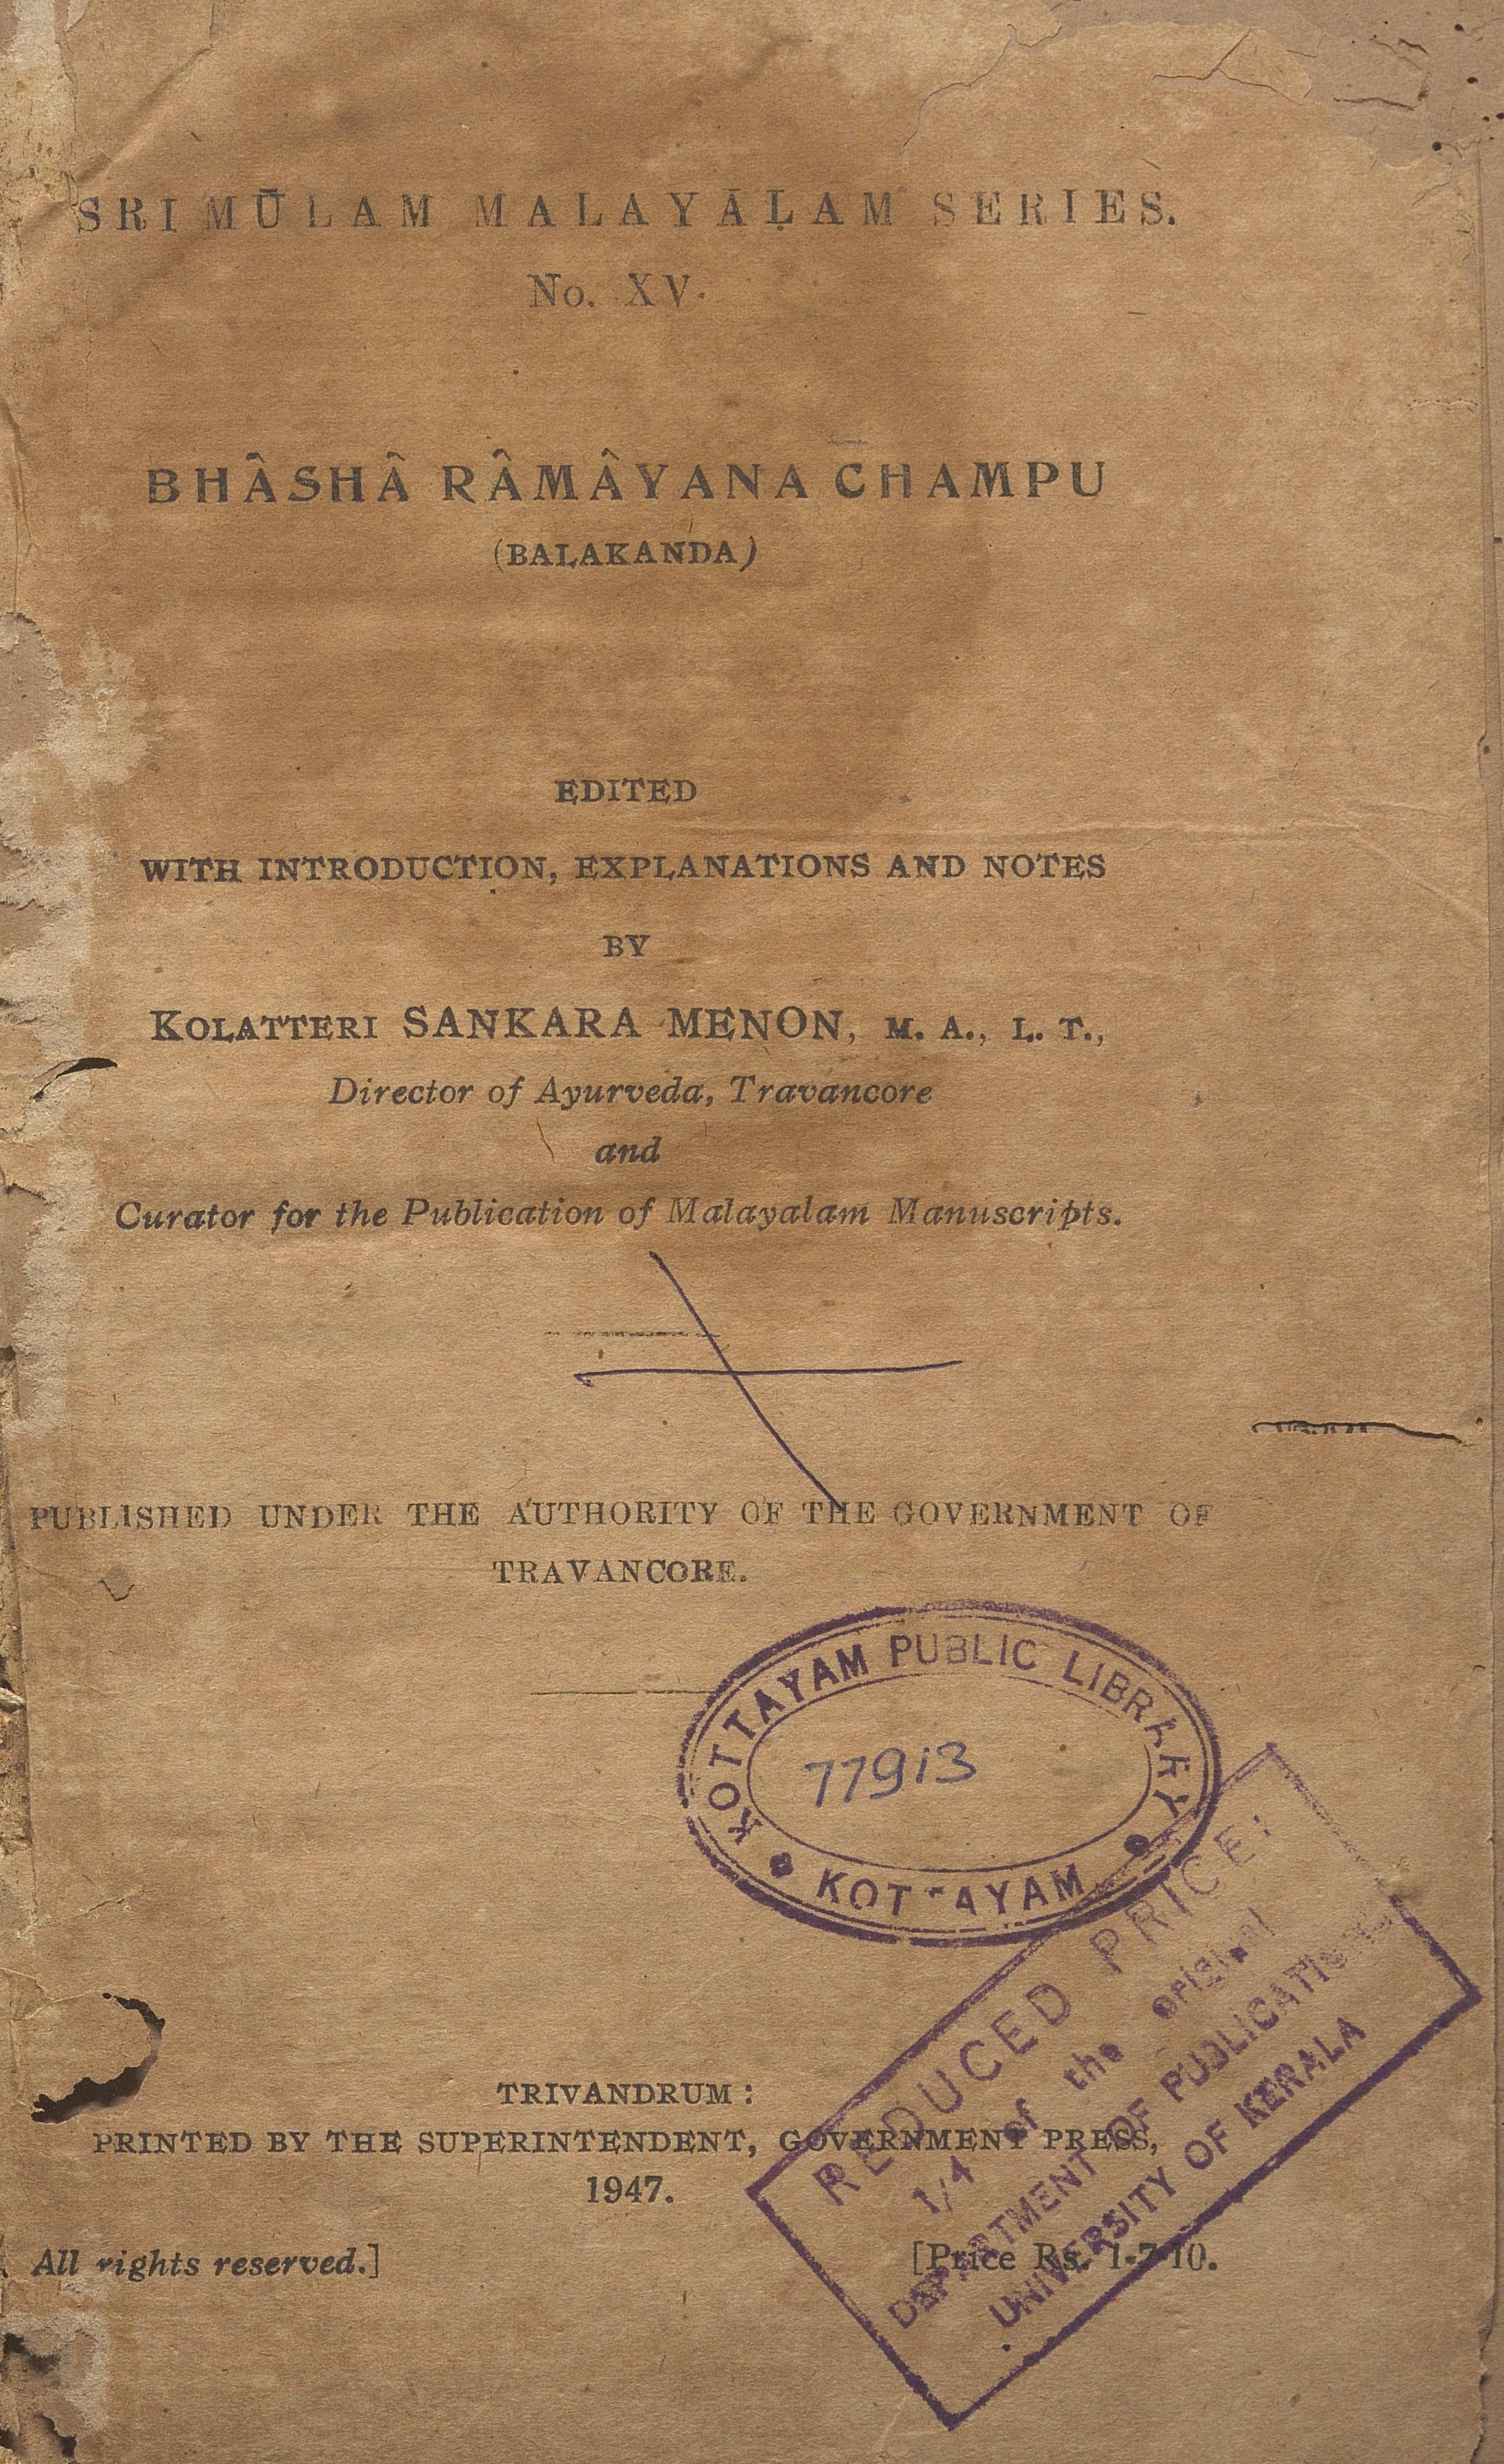 SRI MŪLAM MALAYĀḶAM SERIES.
No. XV.
BHÂSHÂ RÂMÂYANA CHAMPU
(BALAKANDA)
EDITED
WITH INTRODUCTION, EXPLANATIONS AND NOTES
BY
KOLATTERI SANKARA MENON, M. A., L. T.,
Director of Ayurveda, Travancore
and
Curator for the Publication of Malayalam Manuscripts.
PUBLISHED UNDER THE AUTHORITY OF THE GOVERNMENT OF
TRAVANCORE.
KOTTAYAM PUBLIC LIBRARY
77913
KOTTAYAM
REDUCED PRICE:
1/4 of the original
DEPARTMENT OF PUBLICATIONS
UNIVERSITY OF KERALA
TRIVANDRUM:
PRINTED BY THE SUPERINTENDENT, GOVERNMENT PRESS,
1947.
All rights reserved.] [Price Rs. 1-7-10.